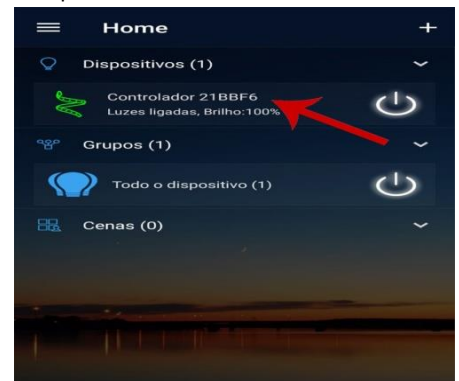 Home
Dispositivos (1)
Controlador 21BBF6
Luzes ligadas, Brilho:100%
Grupos (1)
Todo o dispositivo (1)
Cenas (0)